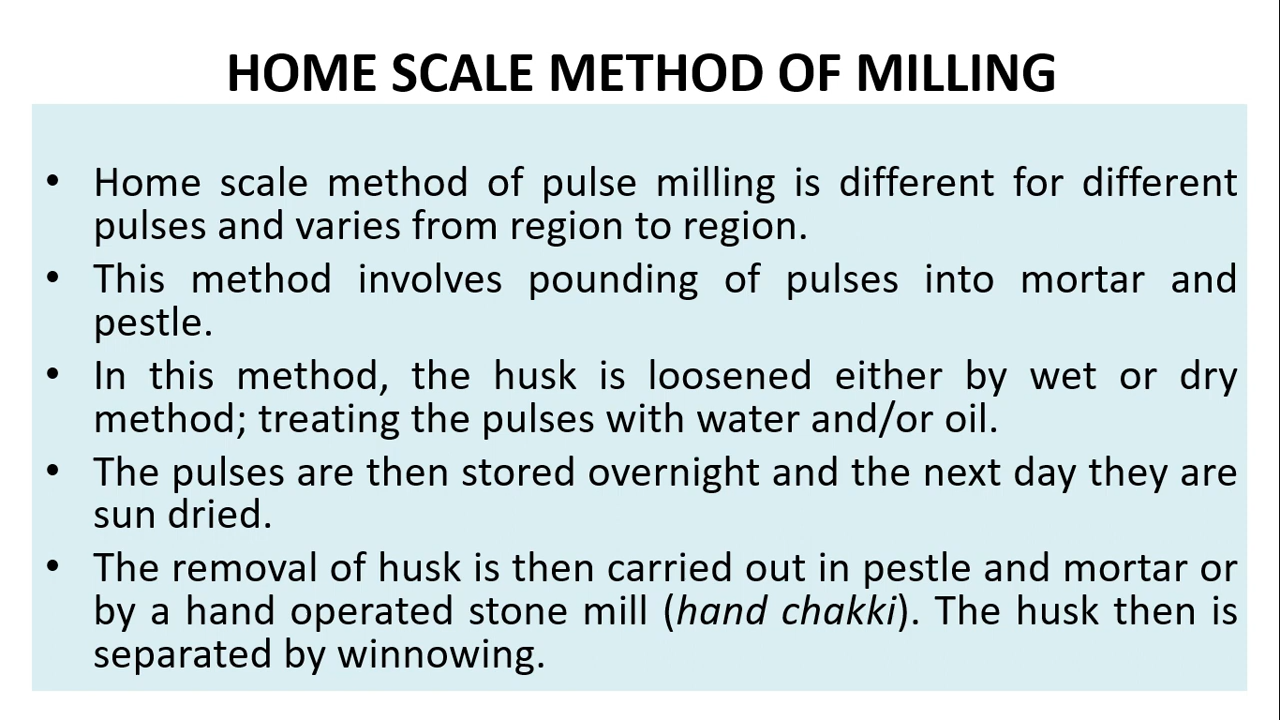 HOME SCALE METHOD OF MILLING
• Home scale method of pulse milling is different for different
pulses and varies from region to region.
• This method involves pounding of pulses into mortar and
pestle.
• In this method, the husk is loosened either by wet or dry
method; treating the pulses with water and/or oil.
• The pulses are then stored overnight and the next day they are
sun dried.
• The removal of husk is then carried out in pestle and mortar or
by a hand operated stone mill (hand chakki). The husk then is
separated by winnowing.